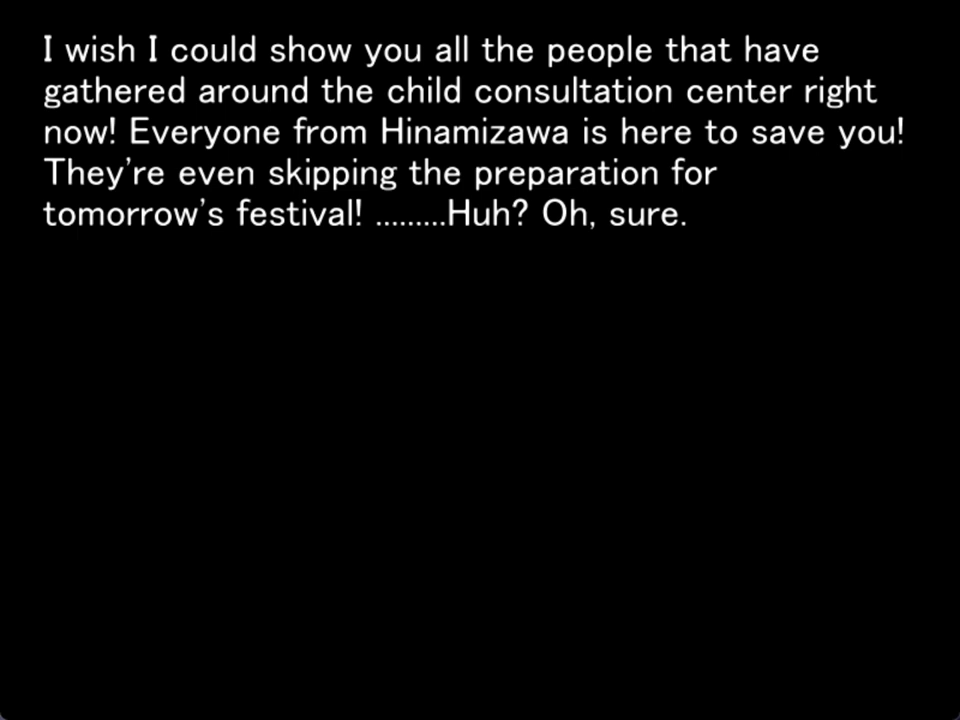 I wish I could show you all the people that have
gathered around the child consultation center right
now! Everyone from Hinamizawa is here to save you!
They're even skipping the preparation for
tomorrow's festival! .........Huh? Oh, sure.